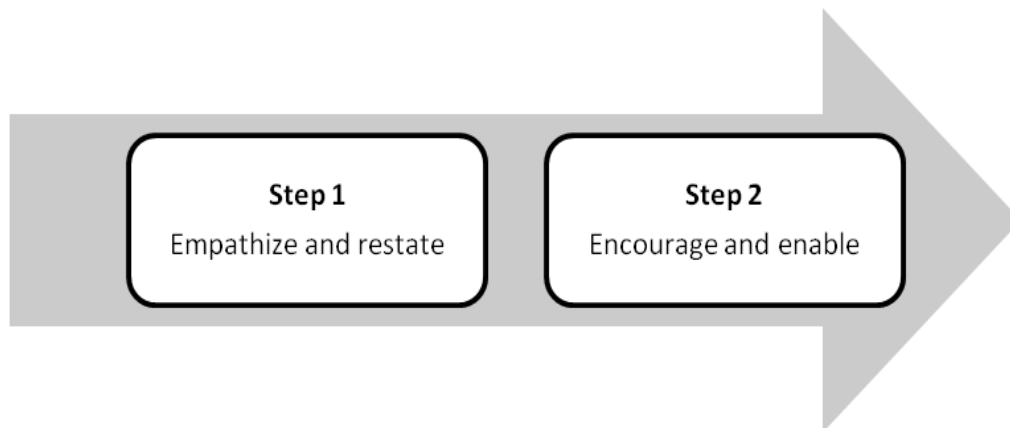 Step 1
Empathize and restate
Step 2
Encourage and enable